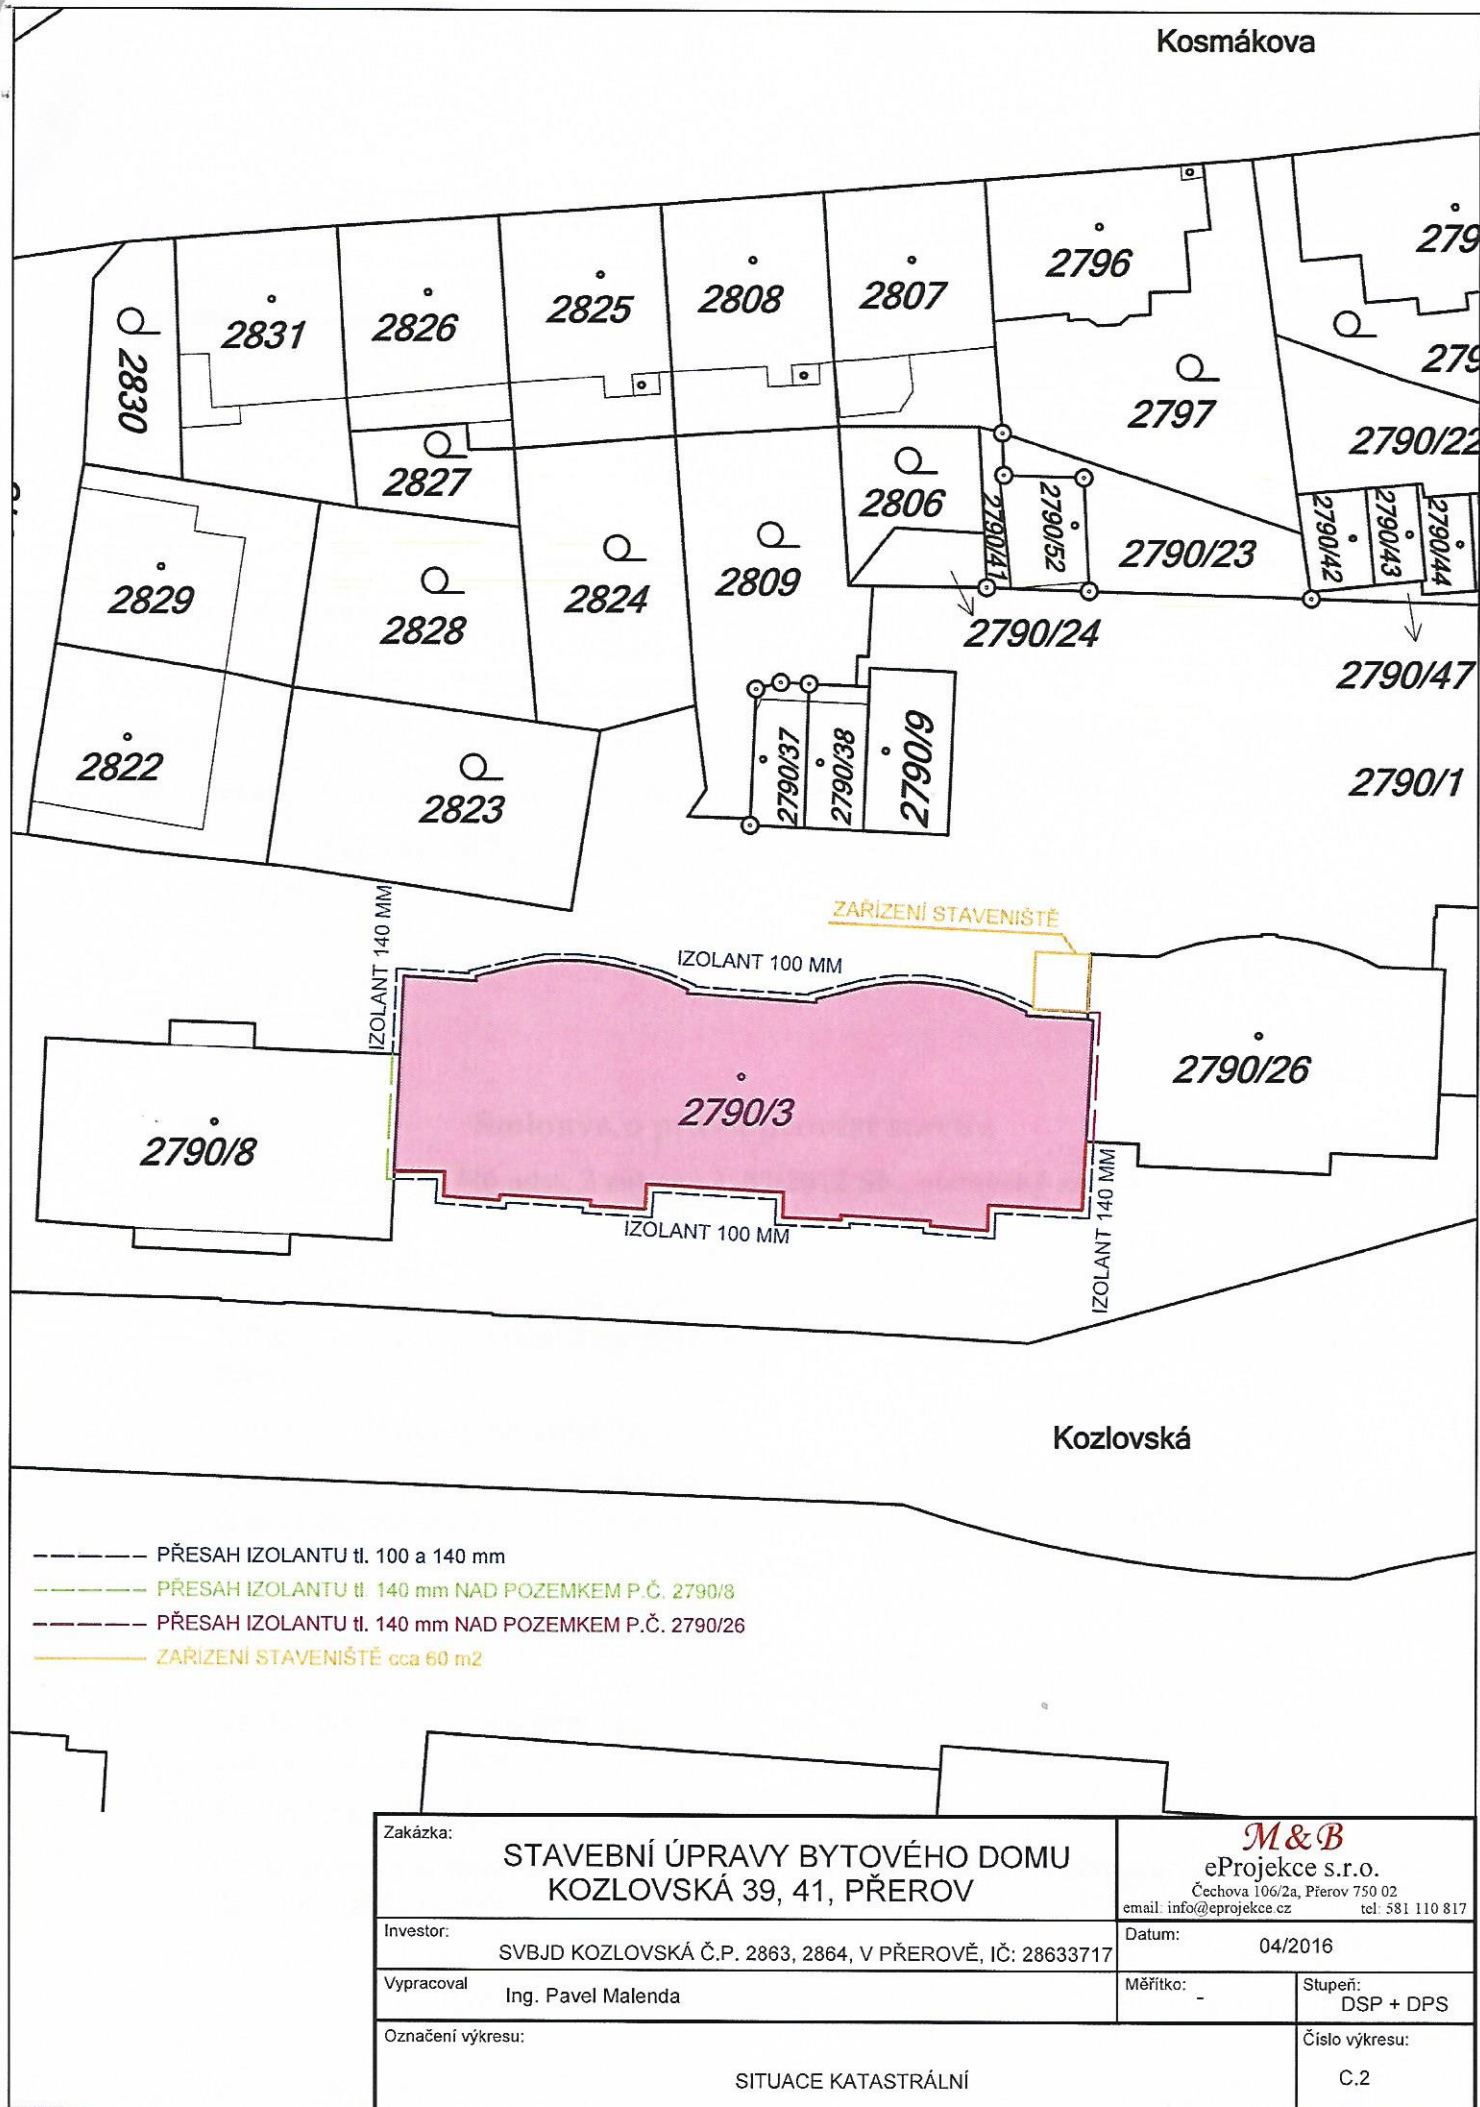 Kosmákova
2796
2831
2826
2825
2808
2807
2830
2797
2790/22
2827
2806
2790/41
2790/52
2790/23
2790/42
2790/43
2790/44
2829
2828
2824
2809
2790/24
2790/47
2822
2823
2790/37
2790/38
2790/9
2790/1
ZAŘÍZENÍ STAVENIŠTĚ
IZOLANT 140 MM
IZOLANT 100 MM
2790/26
2790/3
2790/8
IZOLANT 100 MM
IZOLANT 140 MM
Kozlovská
PŘESAH IZOLANTU tl. 100 a 140 mm
PŘESAH IZOLANTU tl. 140 mm NAD POZEMKEM P.Č. 2790/8
PŘESAH IZOLANTU tl. 140 mm NAD POZEMKEM P.Č. 2790/26
ZAŘÍZENÍ STAVENIŠTĚ cca 60 m2
Zakázka:
STAVEBNÍ ÚPRAVY BYTOVÉHO DOMU
KOZLOVSKÁ 39, 41, PŘEROV
M&B
eProjekce s.r.o.
Čechova 106/2a, Přerov 750 02
email: info@eprojekce.cz tel: 581 110 817
Investor:
SVBJD KOZLOVSKÁ Č.P. 2863, 2864, V PŘEROVĚ, IČ: 28633717
Datum:
04/2016
Vypracoval
Ing. Pavel Malenda
Měřítko:
-
Stupeň:
DSP + DPS
Označení výkresu:
SITUACE KATASTRÁLNÍ
Číslo výkresu:
C.2